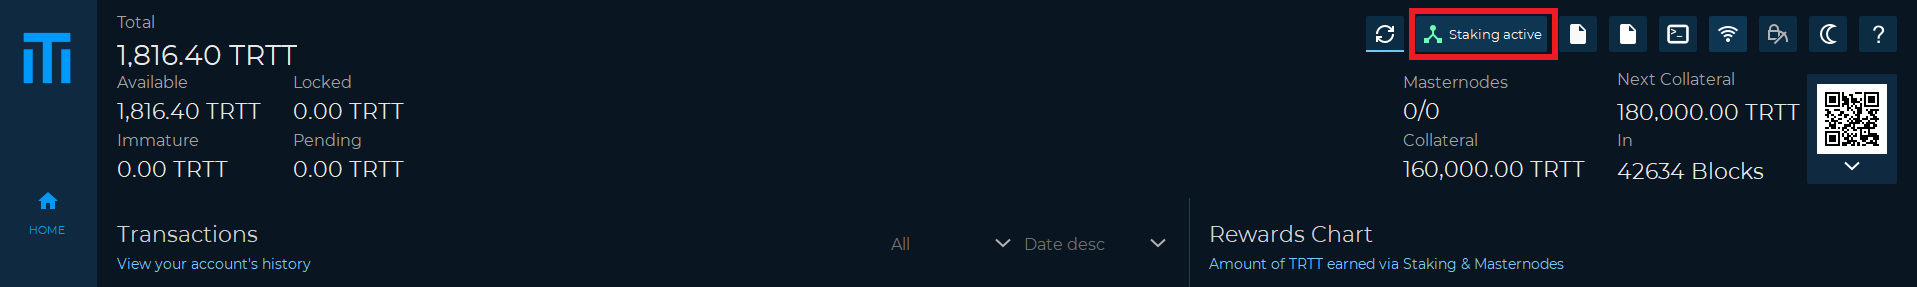 Total
1,816.40 TRTT
Available Locked
1,816.40 TRTT 0.00 TRTT
Immature Pending
0.00 TRTT 0.00 TRTT
Staking active
Masternodes Next Collateral
0/0 180,000.00 TRTT
Collateral In
160,000.00 TRTT 42634 Blocks
HOME
Transactions
View your account's history
All Date desc
Rewards Chart
Amount of TRTT earned via Staking & Masternodes